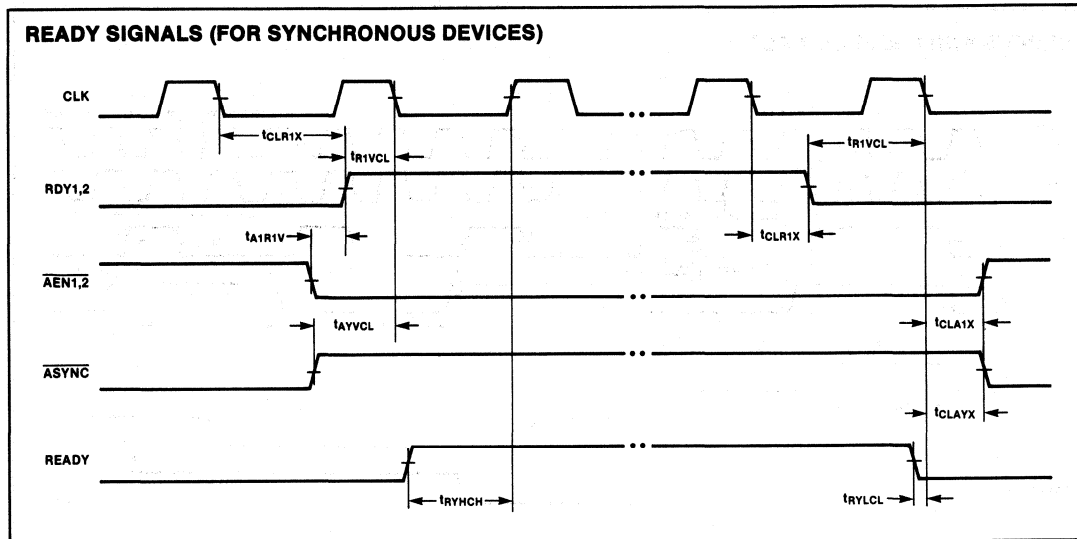 READY SIGNALS (FOR SYNCHRONOUS DEVICES)
CLK
tCLR1X
tR1VCL
tR1VCL
RDY1,2
tA1R1V
tCLR1X
AEN1,2
tAYVCL
tCLA1X
ASYNC
tCLAYX
READY
tRYHCH
tRYLCL